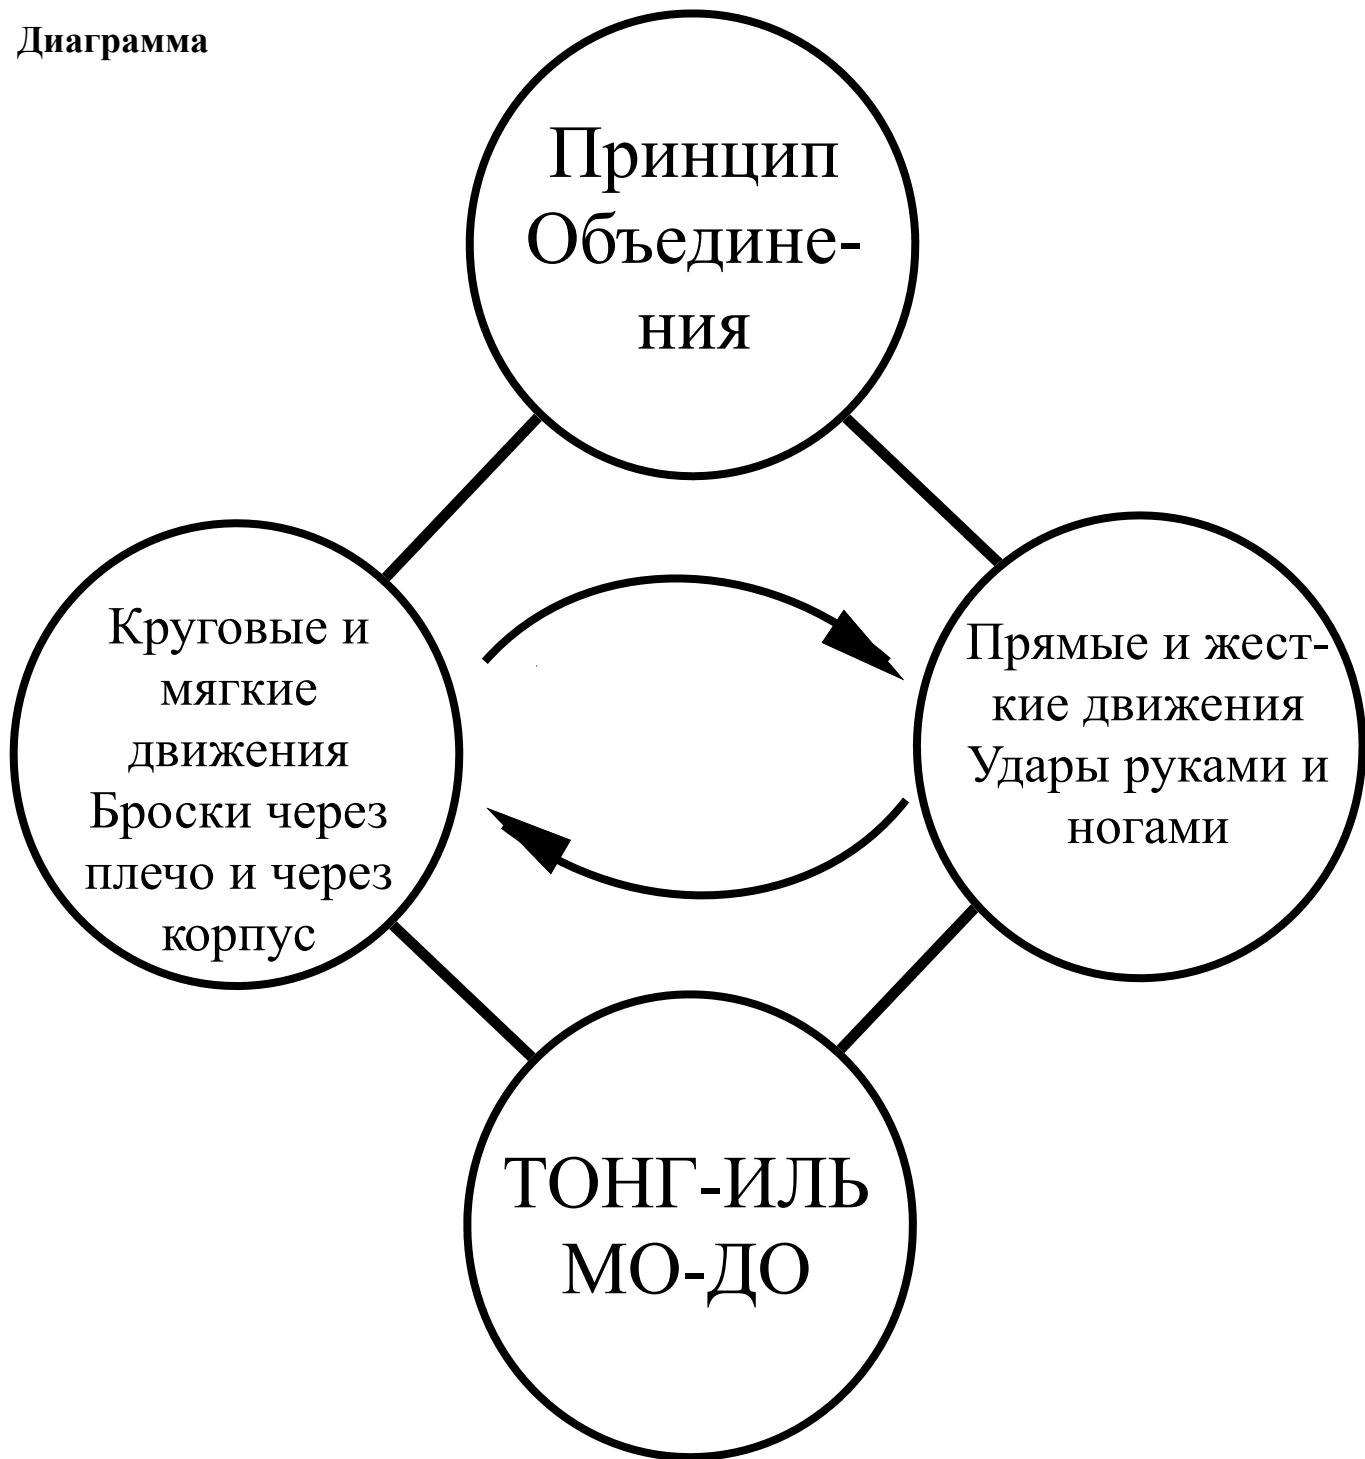 Диаграмма
Принцип
Объедине-
ния
Круговые и
мягкие
движения
Броски через
плечо и через
корпус
Прямые и жест-
кие движения
Удары руками и
ногами
ТОНГ-ИЛЬ
МО-ДО